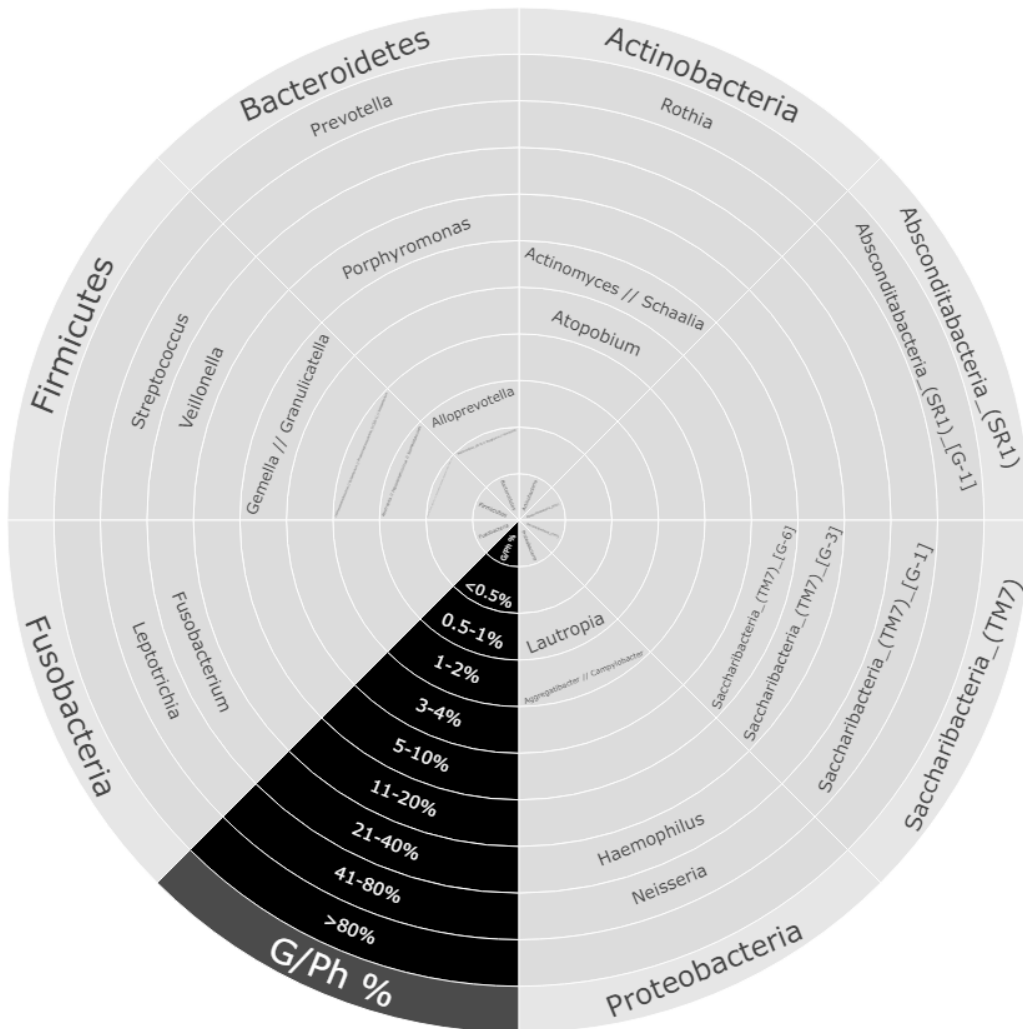 Bacteroidetes
Prevotella
Porphyromonas
Alloprevotella
Actinobacteria
Rothia
Actinomyces // Schaalia
Atopobium
Absconditabacteria_(SR1)
Absconditabacteria_(SR1)_[G-1]
Saccharibacteria_(TM7)
Saccharibacteria_(TM7)_[G-1]
Saccharibacteria_(TM7)_[G-3]
Saccharibacteria_(TM7)_[G-6]
Proteobacteria
Neisseria
Haemophilus
Aggregatibacter // Campylobacter
Lautropia
G/Ph %
<0.5%
0.5-1%
1-2%
3-4%
5-10%
11-20%
21-40%
41-80%
>80%
G/Ph %
Fusobacteria
Leptotrichia
Fusobacterium
Firmicutes
Streptococcus
Veillonella
Gemella // Granulicatella